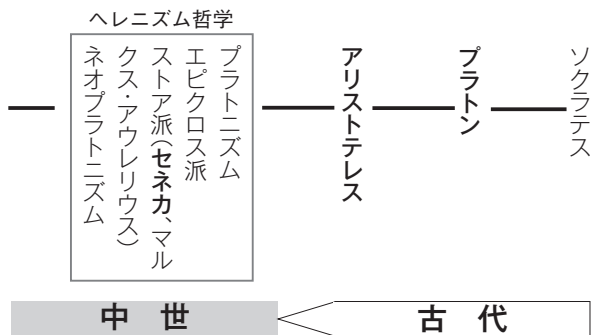 ヘレニズム哲学
ソクラテス
プラトン
アリストテレス
プラトニズム
エピクロス派
ストア派(セネカ、マル
クス・アウレリウス)
ネオプラトニズム
古代
中世